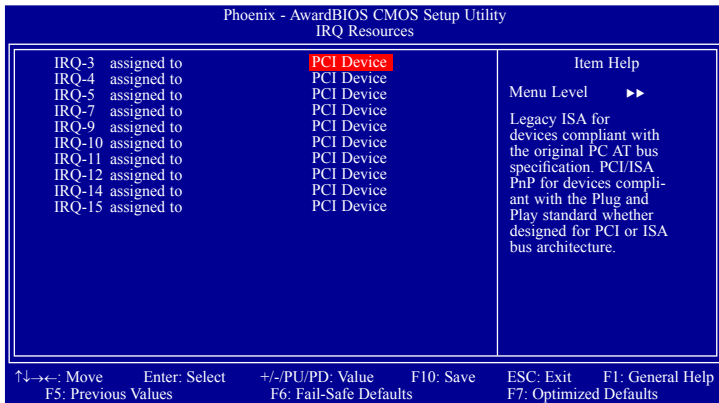 Phoenix - AwardBIOS CMOS Setup Utility
IRQ Resources
IRQ-3 assigned to PCI Device
IRQ-4 assigned to PCI Device
IRQ-5 assigned to PCI Device
IRQ-7 assigned to PCI Device
IRQ-9 assigned to PCI Device
IRQ-10 assigned to PCI Device
IRQ-11 assigned to PCI Device
IRQ-12 assigned to PCI Device
IRQ-14 assigned to PCI Device
IRQ-15 assigned to PCI Device
Item Help
Menu Level ▸▸
Legacy ISA for
devices compliant with
the original PC AT bus
specification. PCI/ISA
PnP for devices compli-
ant with the Plug and
Play standard whether
designed for PCI or ISA
bus architecture.
↑↓→←: Move Enter: Select +/-/PU/PD: Value F10: Save ESC: Exit F1: General Help
F5: Previous Values F6: Fail-Safe Defaults F7: Optimized Defaults